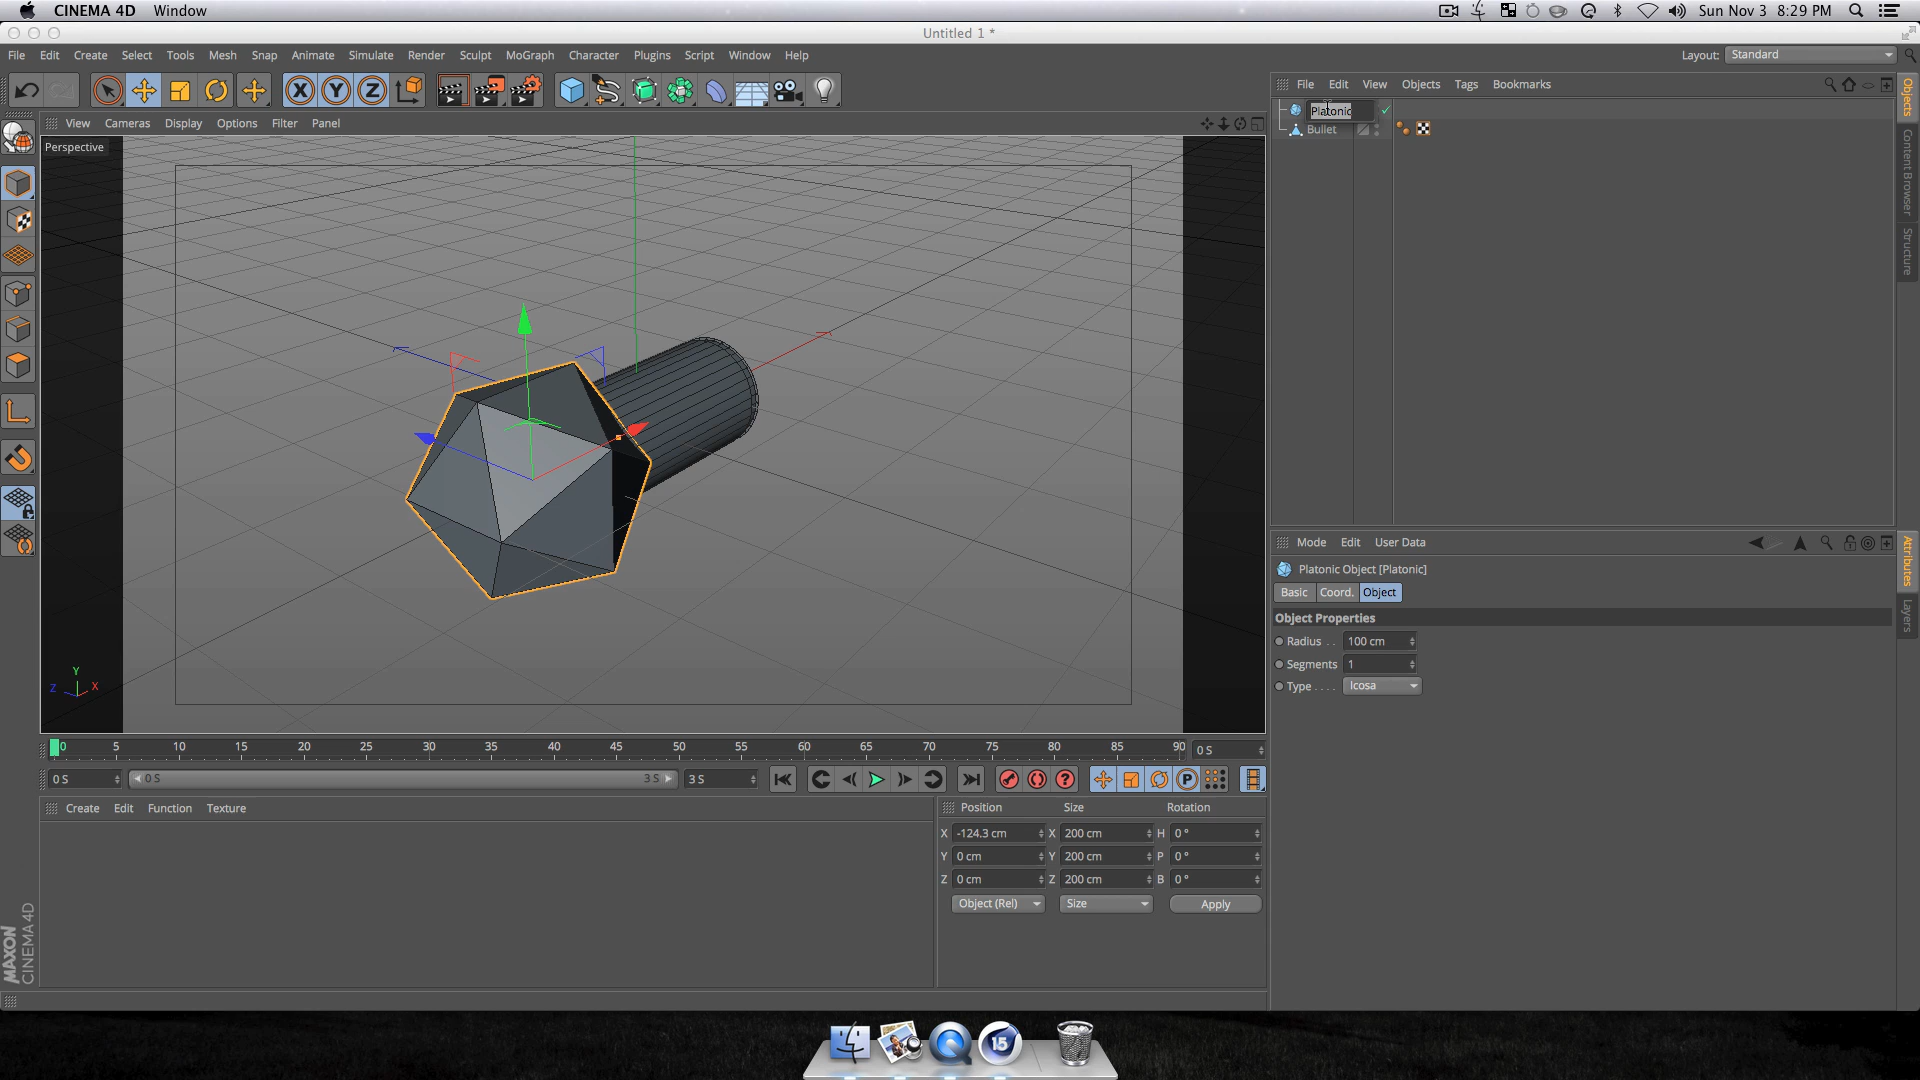 CINEMA 4D Window
Sun Nov 3 8:29 PM
Untitled 1 *
File Edit Create Select Tools Mesh Snap Animate Simulate Render Sculpt MoGraph Character Plugins Script Window Help
Layout: Standard
X Y Z
File Edit View Objects Tags Bookmarks
View Cameras Display Options Filter Panel
Perspective
Platonic
Bullet
Objects
Content Browser
Structure
Mode Edit User Data
Platonic Object [Platonic]
Basic Coord. Object
Object Properties
Radius . . 100 cm
Segments 1
Type . . . . Icosa
Attributes
Layers
Y
Z X
0 5 10 15 20 25 30 35 40 45 50 55 60 65 70 75 80 85 90 0 S
0 S 0 S 3 S 3 S P
Create Edit Function Texture
Position Size Rotation
X -124.3 cm X 200 cm H 0 °
Y 0 cm Y 200 cm P 0 °
Z 0 cm Z 200 cm B 0 °
Object (Rel) Size Apply
MAXON
CINEMA 4D
15